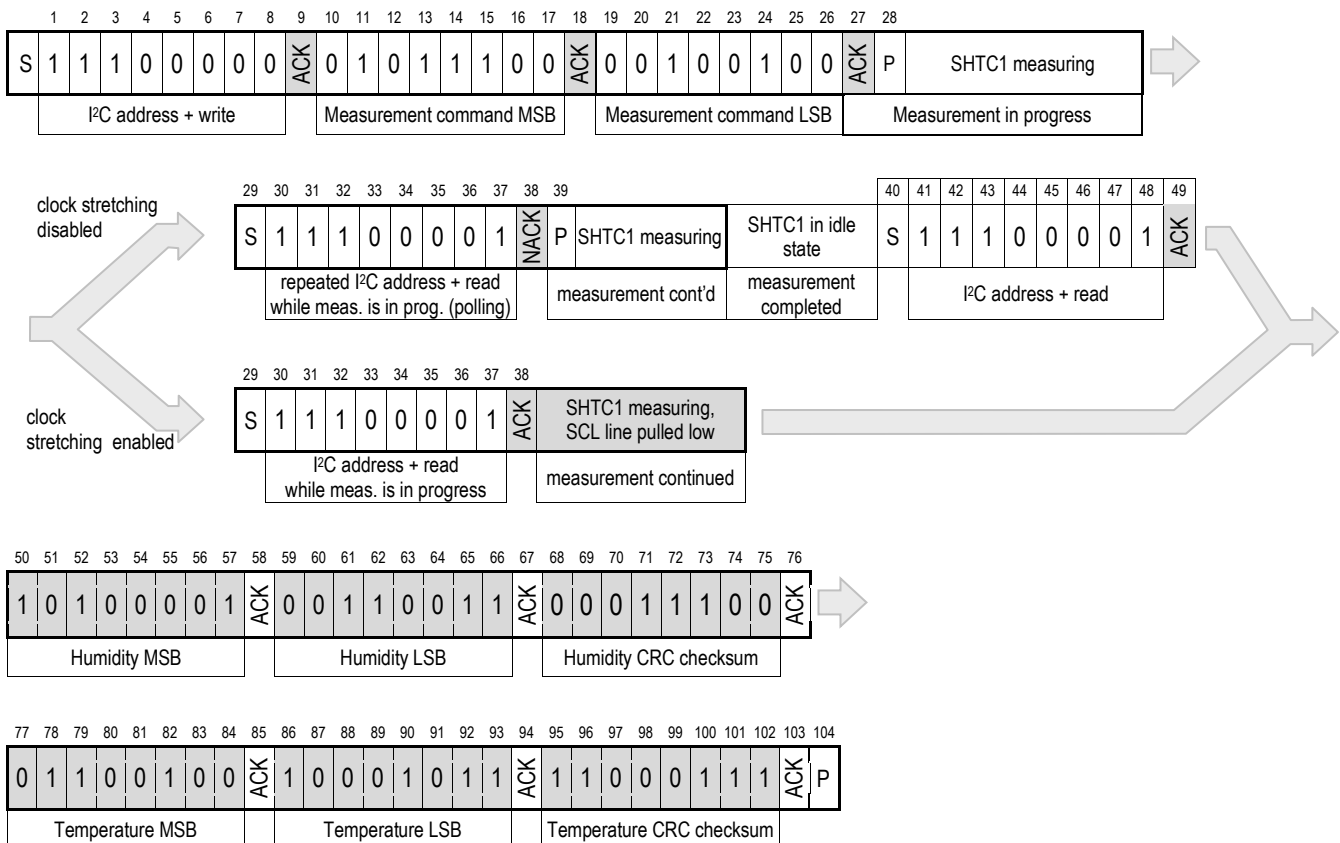 1 2 3 4 5 6 7 8 9 10 11 12 13 14 15 16 17 18 19 20 21 22 23 24 25 26 27 28
S 1 1 1 0 0 0 0 0 ACK 0 1 0 1 1 1 0 0 ACK 0 0 1 0 0 1 0 0 ACK P SHTC1 measuring
I²C address + write Measurement command MSB Measurement command LSB Measurement in progress
clock stretching
disabled
29 30 31 32 33 34 35 36 37 38 39
S 1 1 1 0 0 0 0 1 NACK P SHTC1 measuring
SHTC1 in idle
state
40 41 42 43 44 45 46 47 48 49
S 1 1 1 0 0 0 0 1 ACK
repeated I²C address + read
while meas. is in prog. (polling)
measurement cont'd
measurement
completed
I²C address + read
clock
stretching enabled
29 30 31 32 33 34 35 36 37 38
S 1 1 1 0 0 0 0 1 ACK
SHTC1 measuring,
SCL line pulled low
I²C address + read
while meas. is in progress
measurement continued
50 51 52 53 54 55 56 57 58 59 60 61 62 63 64 65 66 67 68 69 70 71 72 73 74 75 76
1 0 1 0 0 0 0 1 ACK 0 0 1 1 0 0 1 1 ACK 0 0 0 1 1 1 0 0 ACK
Humidity MSB Humidity LSB Humidity CRC checksum
77 78 79 80 81 82 83 84 85 86 87 88 89 90 91 92 93 94 95 96 97 98 99 100 101 102 103 104
0 1 1 0 0 1 0 0 ACK 1 0 0 0 1 0 1 1 ACK 1 1 0 0 0 1 1 1 ACK P
Temperature MSB Temperature LSB Temperature CRC checksum